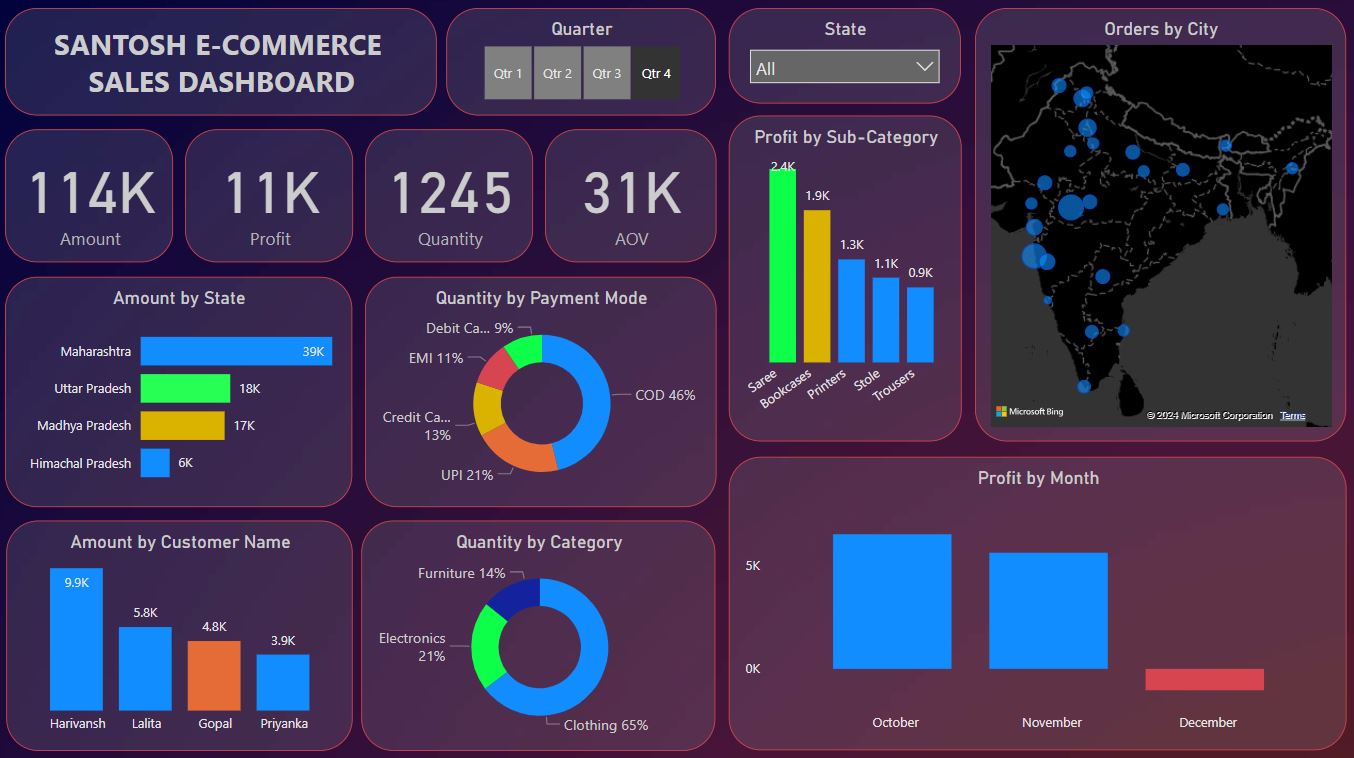 SANTOSH E-COMMERCE
SALES DASHBOARD
Quarter
Qtr 1 Qtr 2 Qtr 3 Qtr 4
State
All
Orders by City
Microsoft Bing
© 2024 Microsoft Corporation Terms
114K
Amount
11K
Profit
1245
Quantity
31K
AOV
Profit by Sub-Category
2.4K
1.9K
1.3K
1.1K
0.9K
Saree
Bookcases
Printers
Stole
Trousers
Amount by State
Maharashtra 39K
Uttar Pradesh 18K
Madhya Pradesh 17K
Himachal Pradesh 6K
Quantity by Payment Mode
Debit Ca... 9%
EMI 11%
COD 46%
Credit Ca...
13%
UPI 21%
Profit by Month
5K
0K
October November December
Amount by Customer Name
9.9K
5.8K
4.8K
3.9K
Harivansh Lalita Gopal Priyanka
Quantity by Category
Furniture 14%
Electronics
21%
Clothing 65%